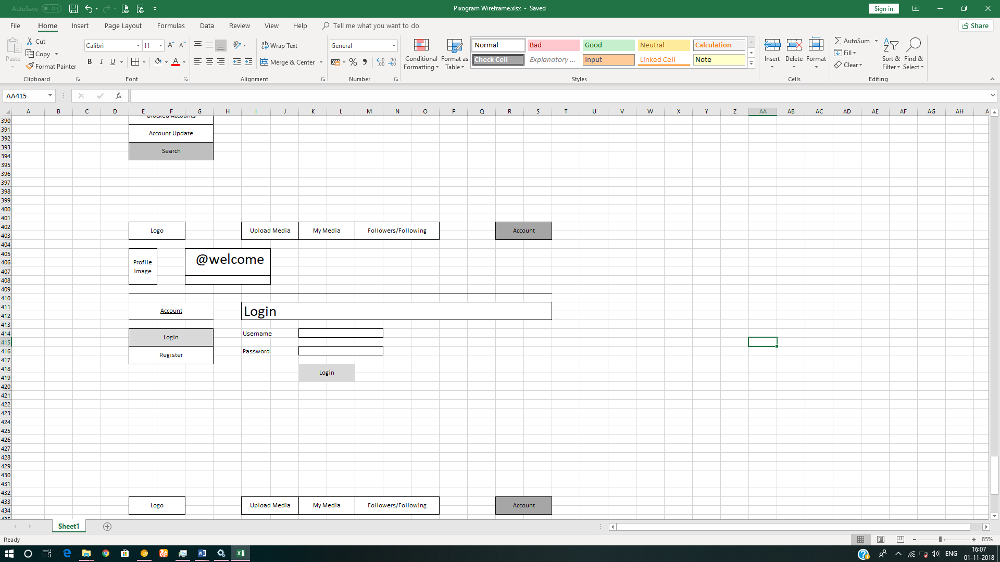 AutoSave Off Pixogram Wireframe.xlsx - Saved Sign in
File Home Insert Page Layout Formulas Data Review View Help Tell me what you want to do Share
Paste Cut Copy Format Painter Clipboard
Calibri 11 B I U A A A Font
Wrap Text Merge & Center Alignment
General % , Number
Conditional Formatting Format as Table
Normal Bad Good Neutral Calculation
Check Cell Explanatory ... Input Linked Cell Note
Styles
Insert Delete Format Cells
AutoSum Fill Clear Sort & Filter Find & Select Editing
AA415 fx
A B C D E F G H I J K L M N O P Q R S T U V W X Y Z AA AB AC AD AE AF AG AH A
390 Blocked Accounts
391
392 Account Update
393
394 Search
395
396
397
398
399
400
401
402
403 Logo Upload Media My Media Followers/Following Account
404
405
406 @welcome
407 Profile Image
408
409
410
411
412 Account Login
413
414 Login Username
415
416 Register Password
417
418
419 Login
420
421
422
423
424
425
426
427
428
429
430
431
432
433
434 Logo Upload Media My Media Followers/Following Account
435
Sheet1
Ready 85%
ENG 16:07
01-11-2018